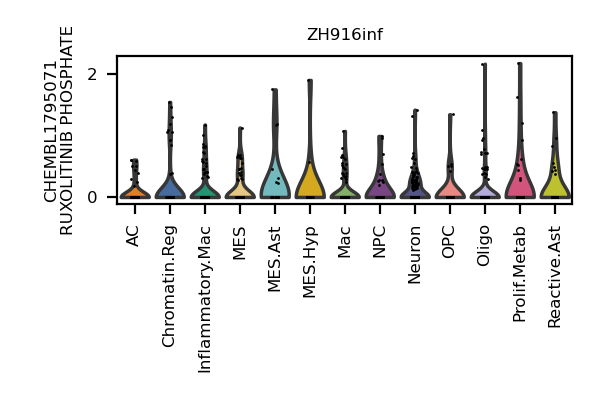 ZH916inf
CHEMBL1795071
RUXOLITINIB PHOSPHATE
2
0
AC
Chromatin.Reg
Inflammatory.Mac
MES
MES.Ast
MES.Hyp
Mac
NPC
Neuron
OPC
Oligo
Prolif.Metab
Reactive.Ast